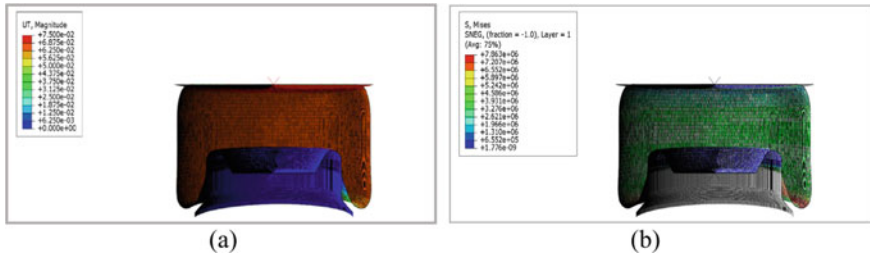 UT, Magnitude
+7.500e-02
+6.875e-02
+6.250e-02
+5.625e-02
+5.000e-02
+4.375e-02
+3.750e-02
+3.125e-02
+2.500e-02
+1.875e-02
+1.250e-02
+6.250e-03
+0.000e+00
(a)
S, Mises
SNEG, (fraction = -1.0), Layer = 1
(Avg: 75%)
+7.863e+06
+7.207e+06
+6.552e+06
+5.897e+06
+5.242e+06
+4.586e+06
+3.931e+06
+3.276e+06
+2.621e+06
+1.966e+06
+1.310e+06
+6.552e+05
+1.776e-09
(b)